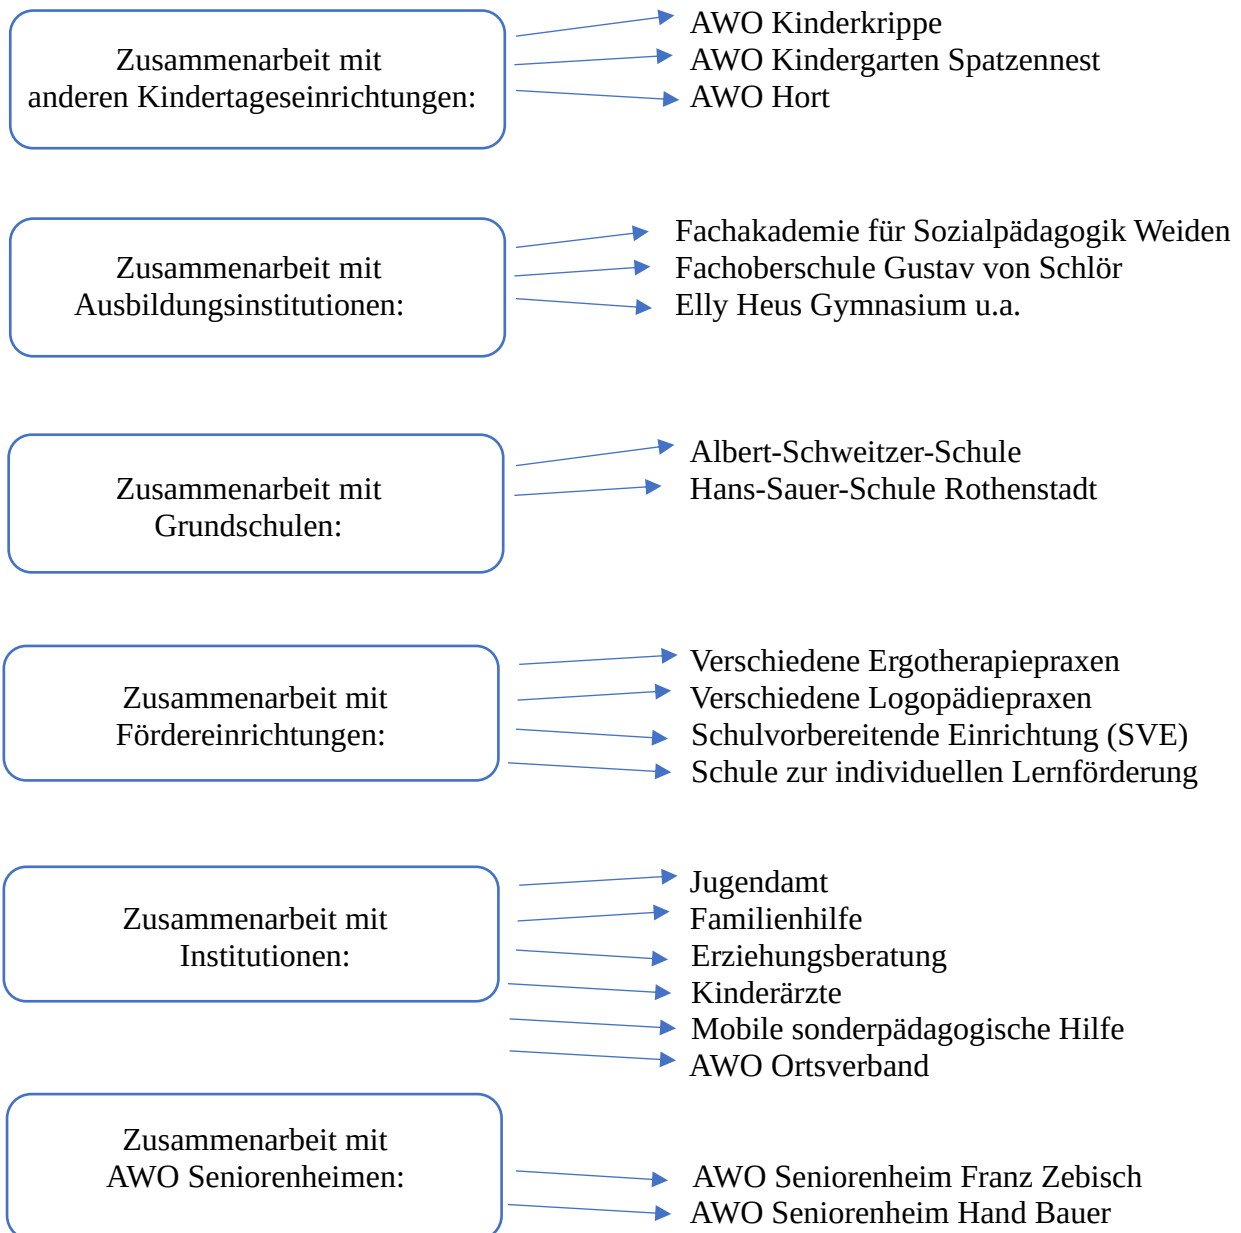 Zusammenarbeit mit
anderen Kindertageseinrichtungen:
AWO Kinderkrippe
AWO Kindergarten Spatzennest
AWO Hort
Zusammenarbeit mit
Ausbildungsinstitutionen:
Fachakademie für Sozialpädagogik Weiden
Fachoberschule Gustav von Schlör
Elly Heus Gymnasium u.a.
Zusammenarbeit mit
Grundschulen:
Albert-Schweitzer-Schule
Hans-Sauer-Schule Rothenstadt
Zusammenarbeit mit
Fördereinrichtungen:
Verschiedene Ergotherapiepraxen
Verschiedene Logopädiepraxen
Schulvorbereitende Einrichtung (SVE)
Schule zur individuellen Lernförderung
Zusammenarbeit mit
Institutionen:
Jugendamt
Familienhilfe
Erziehungsberatung
Kinderärzte
Mobile sonderpädagogische Hilfe
AWO Ortsverband
Zusammenarbeit mit
AWO Seniorenheimen:
AWO Seniorenheim Franz Zebisch
AWO Seniorenheim Hand Bauer